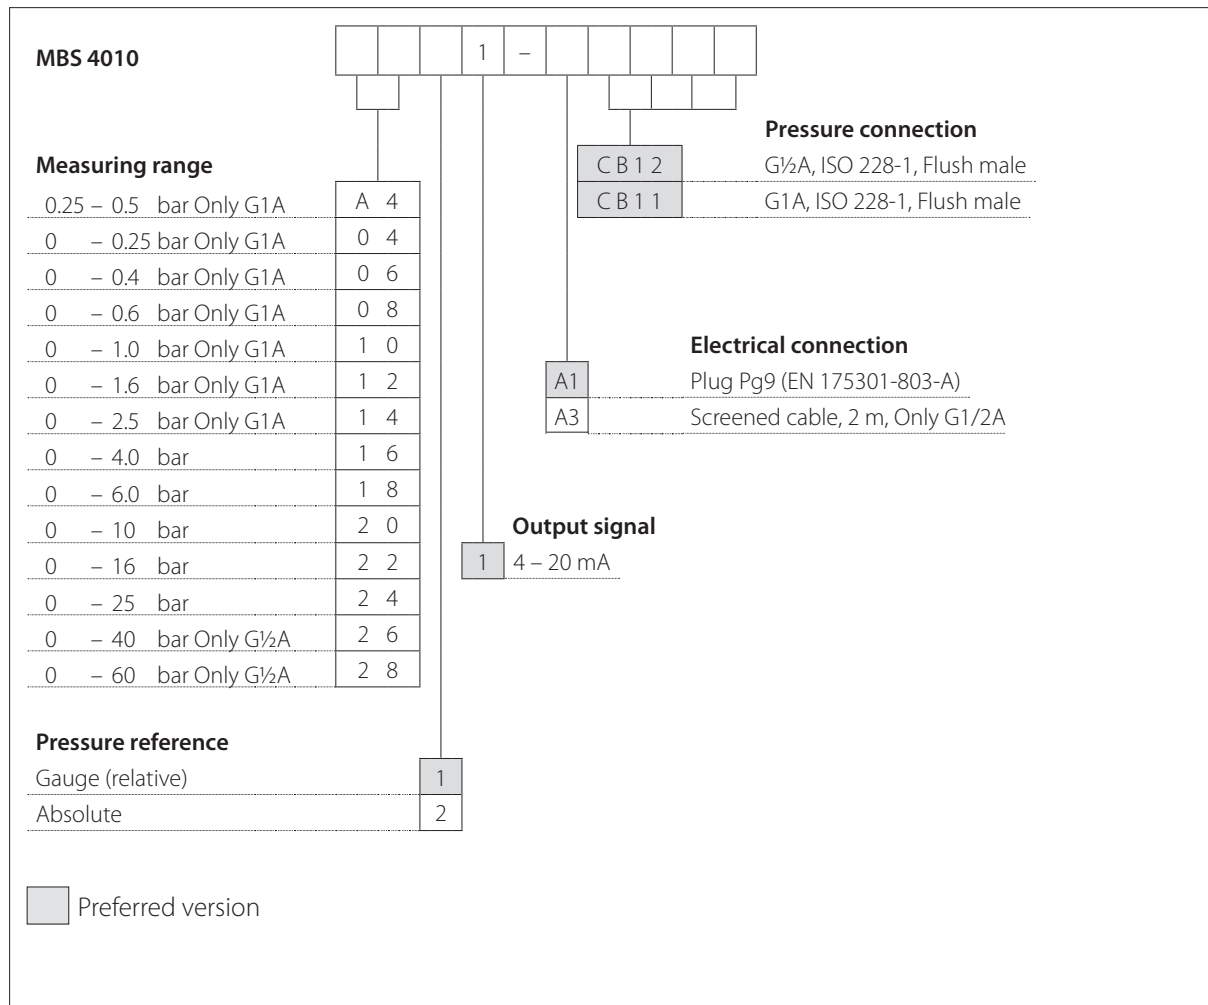 MBS 4010
1 –
Pressure connection
C B 1 2 G½A, ISO 228-1, Flush male
C B 1 1 G1A, ISO 228-1, Flush male
Measuring range
0.25 – 0.5 bar Only G1A A 4
0 – 0.25 bar Only G1A 0 4
0 – 0.4 bar Only G1A 0 6
0 – 0.6 bar Only G1A 0 8
0 – 1.0 bar Only G1A 1 0
0 – 1.6 bar Only G1A 1 2
0 – 2.5 bar Only G1A 1 4
0 – 4.0 bar 1 6
0 – 6.0 bar 1 8
0 – 10 bar 2 0
0 – 16 bar 2 2
0 – 25 bar 2 4
0 – 40 bar Only G½A 2 6
0 – 60 bar Only G½A 2 8
Electrical connection
A1 Plug Pg9 (EN 175301-803-A)
A3 Screened cable, 2 m, Only G1/2A
Output signal
1 4 – 20 mA
Pressure reference
Gauge (relative) 1
Absolute 2
Preferred version